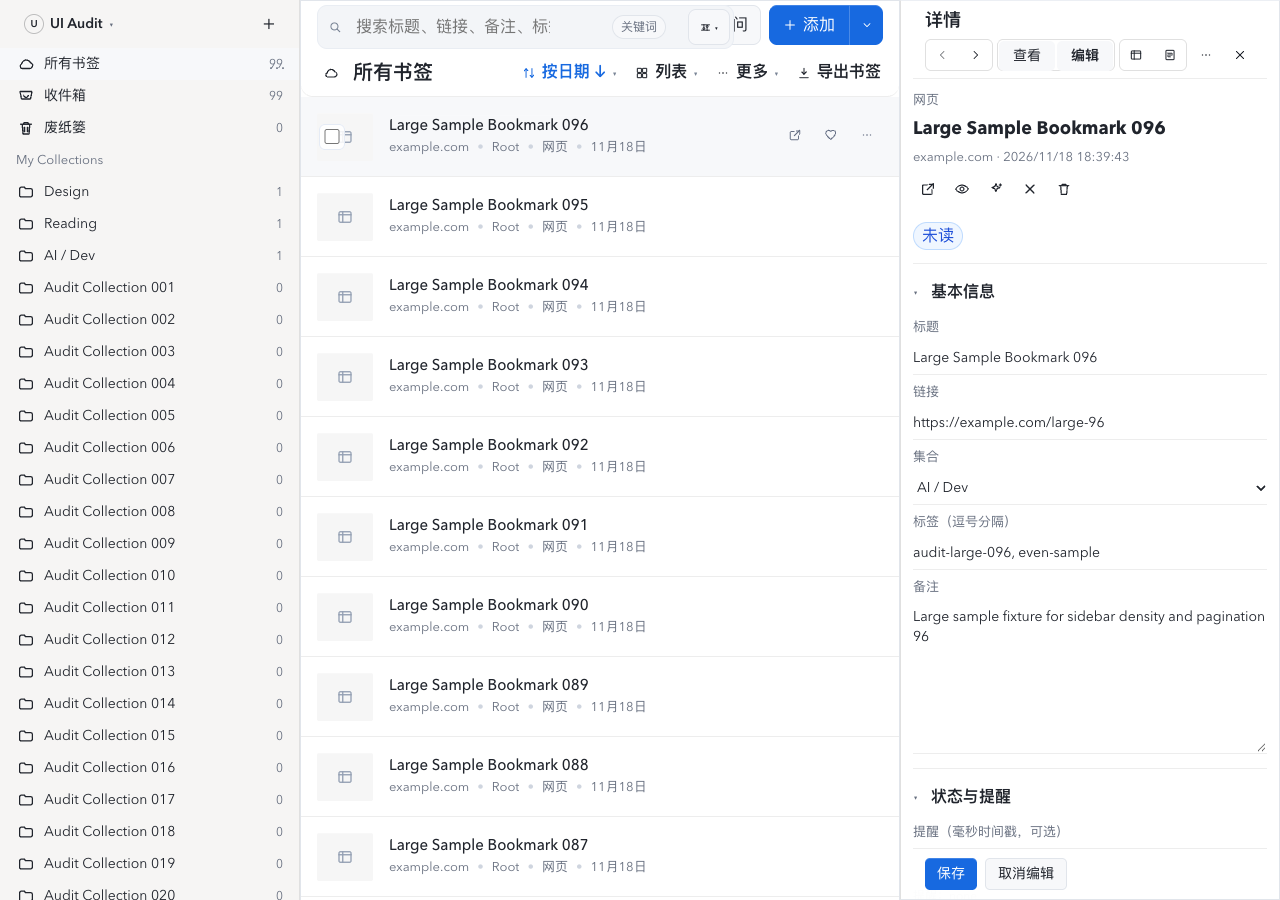 U UI Audit
所有书签 99.
收件箱 99
废纸篓 0
My Collections
Design 1
Reading 1
AI / Dev 1
Audit Collection 001 0
Audit Collection 002 0
Audit Collection 003 0
Audit Collection 004 0
Audit Collection 005 0
Audit Collection 006 0
Audit Collection 007 0
Audit Collection 008 0
Audit Collection 009 0
Audit Collection 010 0
Audit Collection 011 0
Audit Collection 012 0
Audit Collection 013 0
Audit Collection 014 0
Audit Collection 015 0
Audit Collection 016 0
Audit Collection 017 0
Audit Collection 018 0
Audit Collection 019 0
Audit Collection 020 0
搜索标题、链接、备注、标 关键词 问 添加
所有书签 按日期 列表 更多 导出书签
Large Sample Bookmark 096
example.com Root 网页 11月18日
Large Sample Bookmark 095
example.com Root 网页 11月18日
Large Sample Bookmark 094
example.com Root 网页 11月18日
Large Sample Bookmark 093
example.com Root 网页 11月18日
Large Sample Bookmark 092
example.com Root 网页 11月18日
Large Sample Bookmark 091
example.com Root 网页 11月18日
Large Sample Bookmark 090
example.com Root 网页 11月18日
Large Sample Bookmark 089
example.com Root 网页 11月18日
Large Sample Bookmark 088
example.com Root 网页 11月18日
Large Sample Bookmark 087
example.com Root 网页 11月18日
详情
查看 编辑
网页
Large Sample Bookmark 096
example.com · 2026/11/18 18:39:43
未读
基本信息
标题
Large Sample Bookmark 096
链接
https://example.com/large-96
集合
AI / Dev
标签（逗号分隔）
audit-large-096, even-sample
备注
Large sample fixture for sidebar density and pagination
96
状态与提醒
提醒（毫秒时间戳，可选）
保存 取消编辑